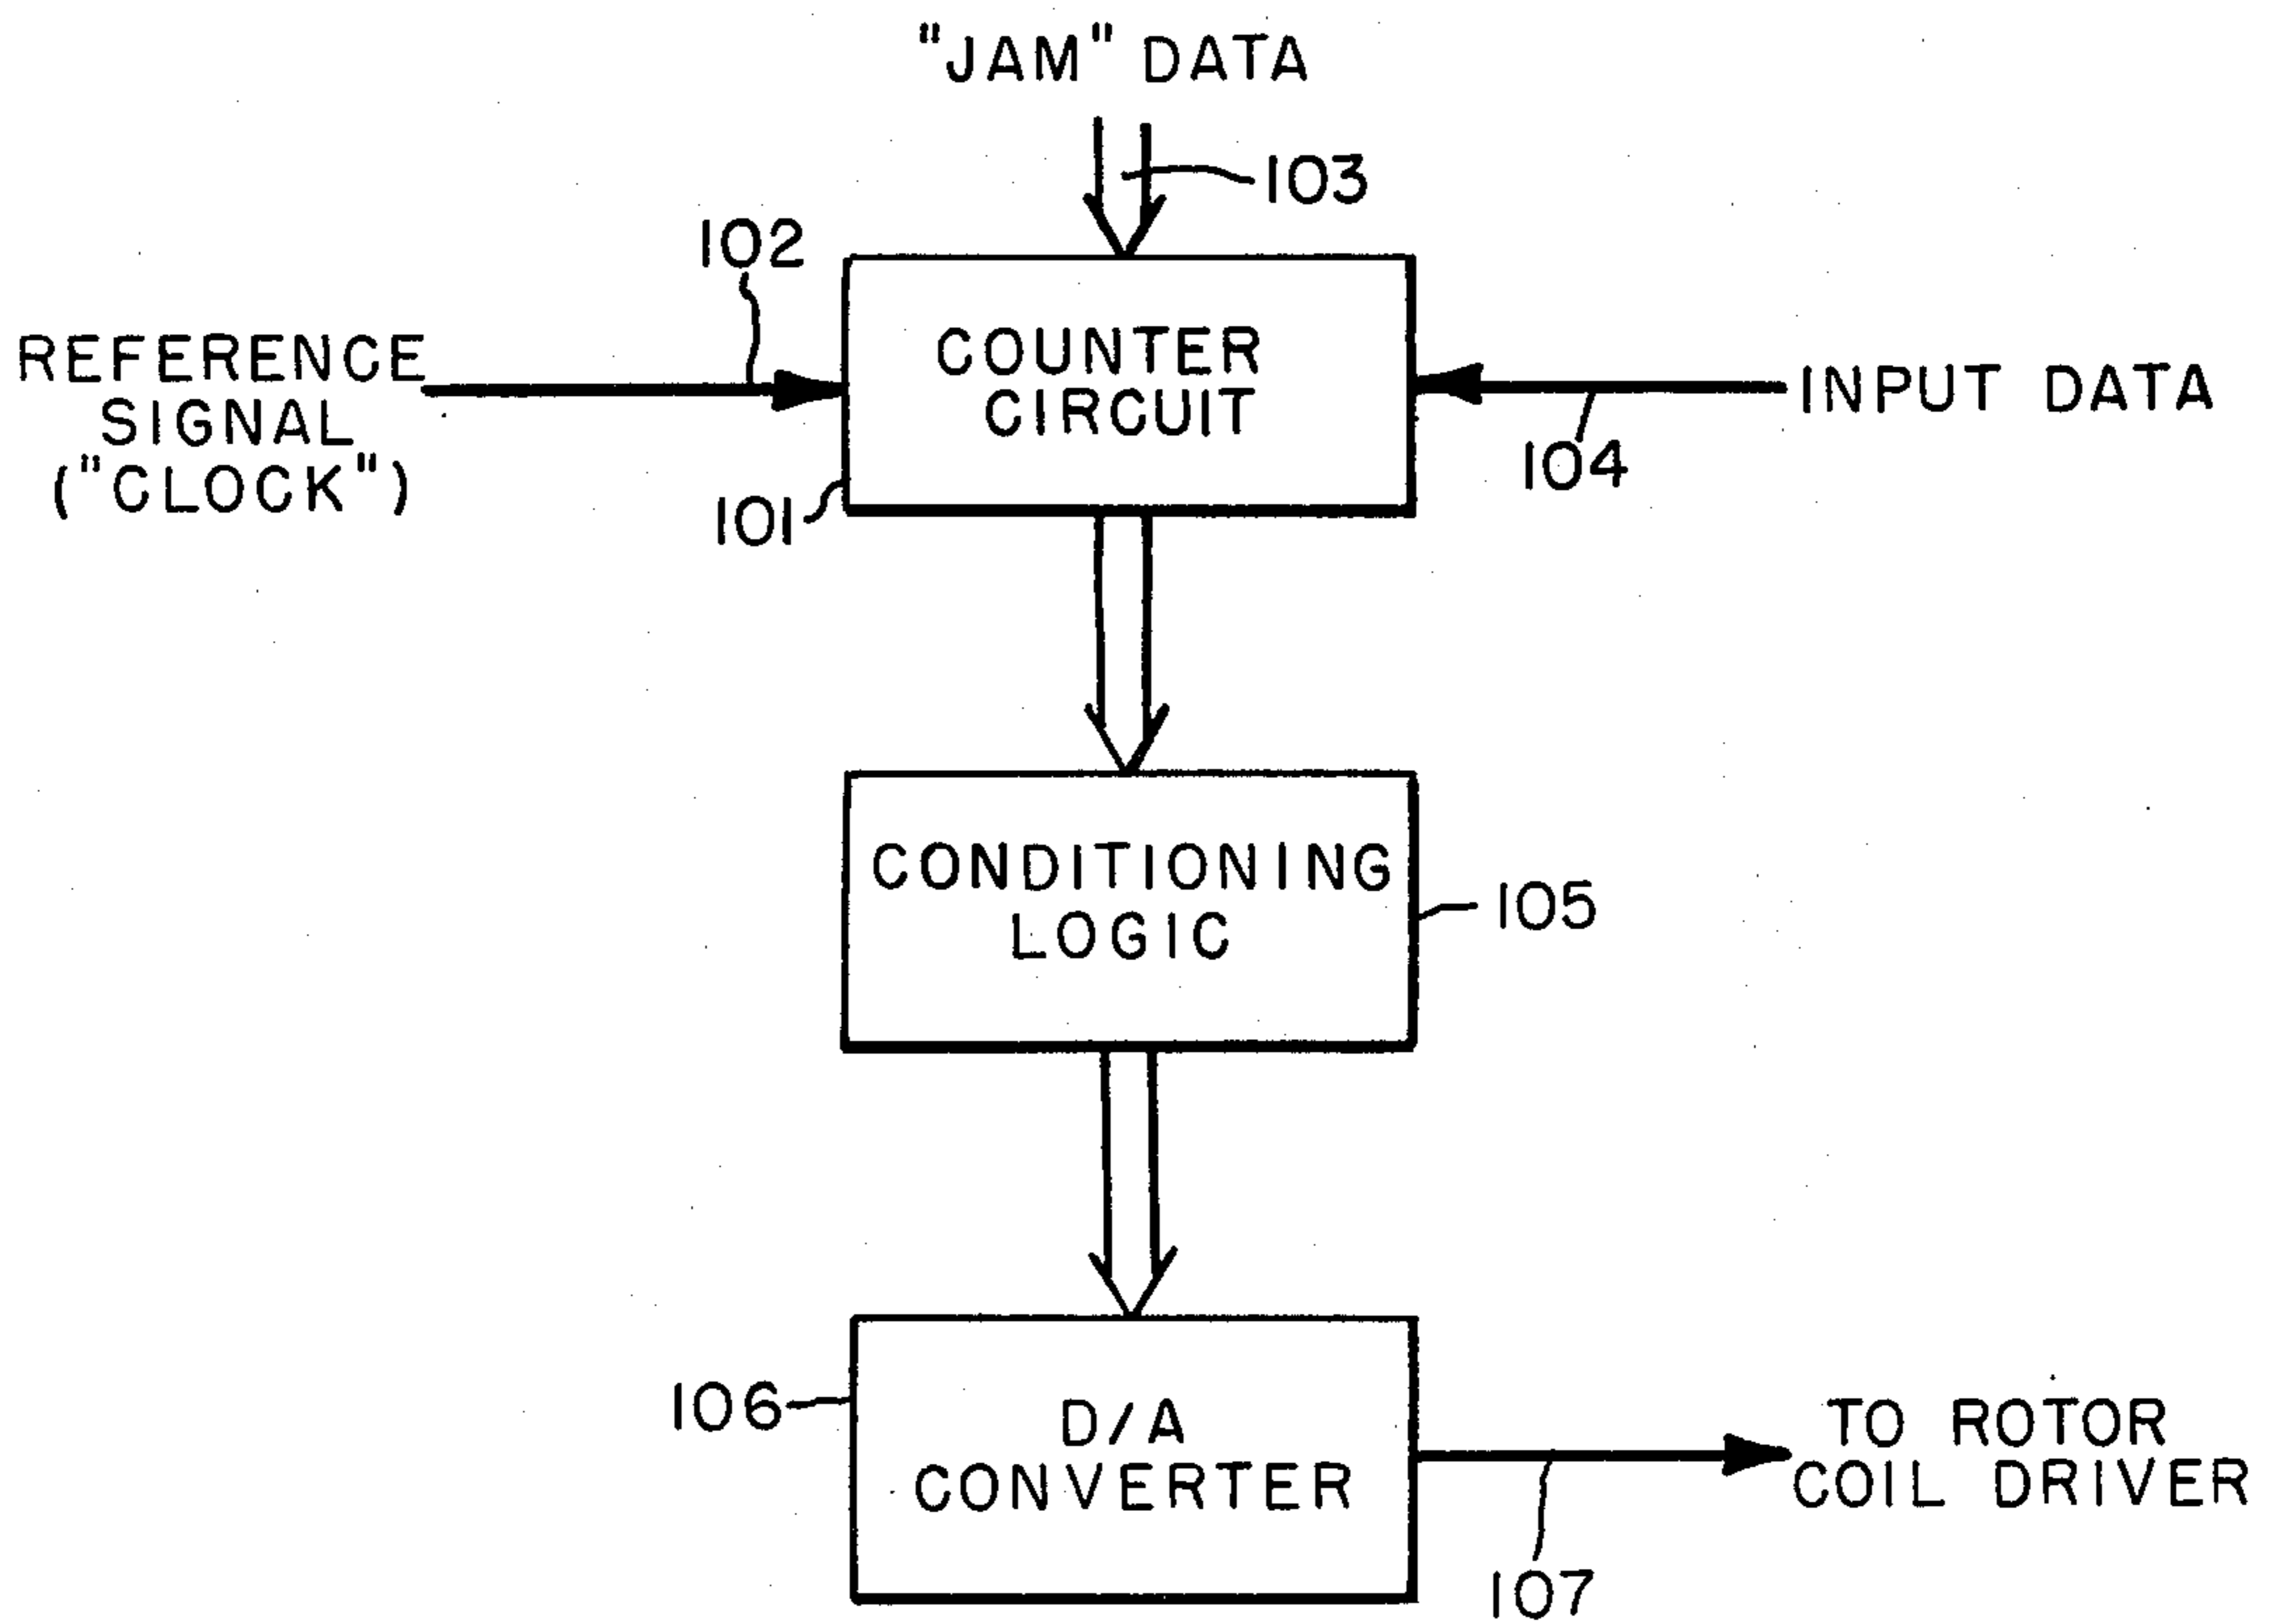 "JAM" DATA
103
102
REFERENCE
SIGNAL
("CLOCK")
COUNTER
CIRCUIT
INPUT DATA
104
101
CONDITIONING
LOGIC
105
106
D/A
CONVERTER
TO ROTOR
COIL DRIVER
107